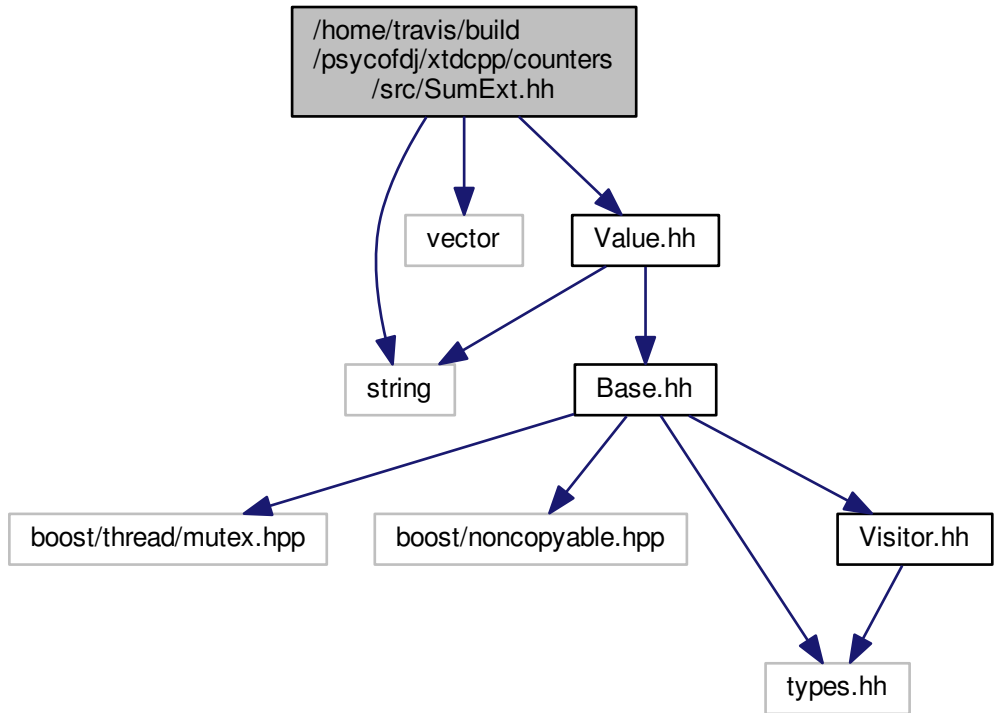 /home/travis/build
/psycofdj/xtdcpp/counters
/src/SumExt.hh
vector
Value.hh
string
Base.hh
boost/thread/mutex.hpp
boost/noncopyable.hpp
Visitor.hh
types.hh